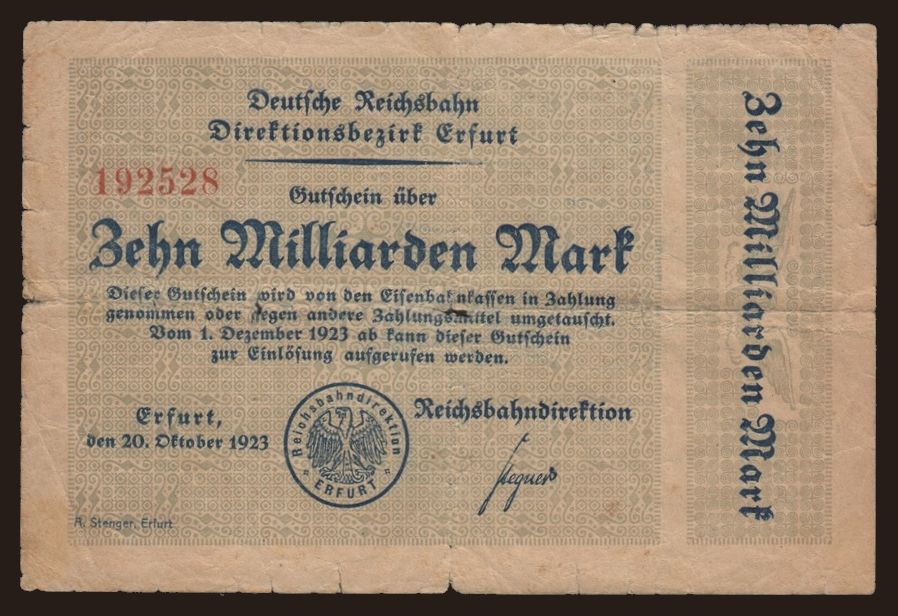 Deutsche Reichsbahn
Direktionsbezirk Erfurt
192528
Gutschein über
Zehn Milliarden Mark
Dieser Gutschein wird von den Eisenbahnkassen in Zahlung
genommen oder gegen andere Zahlungsmittel umgetauscht.
Vom 1. Dezember 1923 ab kann dieser Gutschein
zur Einlösung aufgerufen werden.
Erfurt,
den 20. Oktober 1923
Reichsbahndirektion
ERFURT
Reichsbahndirektion
A. Stenger, Erfurt
Zehn Milliarden Mark